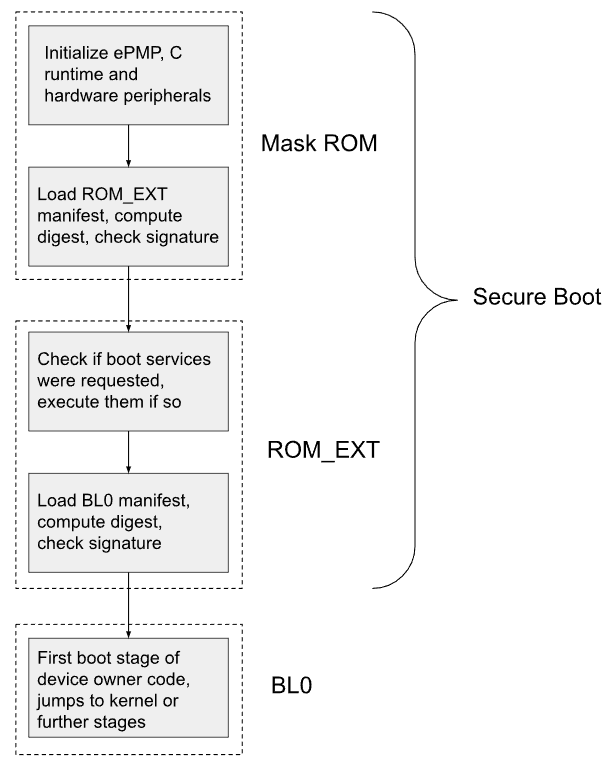 Initialize ePMP, C
runtime and
hardware peripherals
Mask ROM
Load ROM_EXT
manifest, compute
digest, check signature
Secure Boot
Check if boot services
were requested,
execute them if so
ROM_EXT
Load BL0 manifest,
compute digest,
check signature
First boot stage of
device owner code,
jumps to kernel or
further stages
BL0